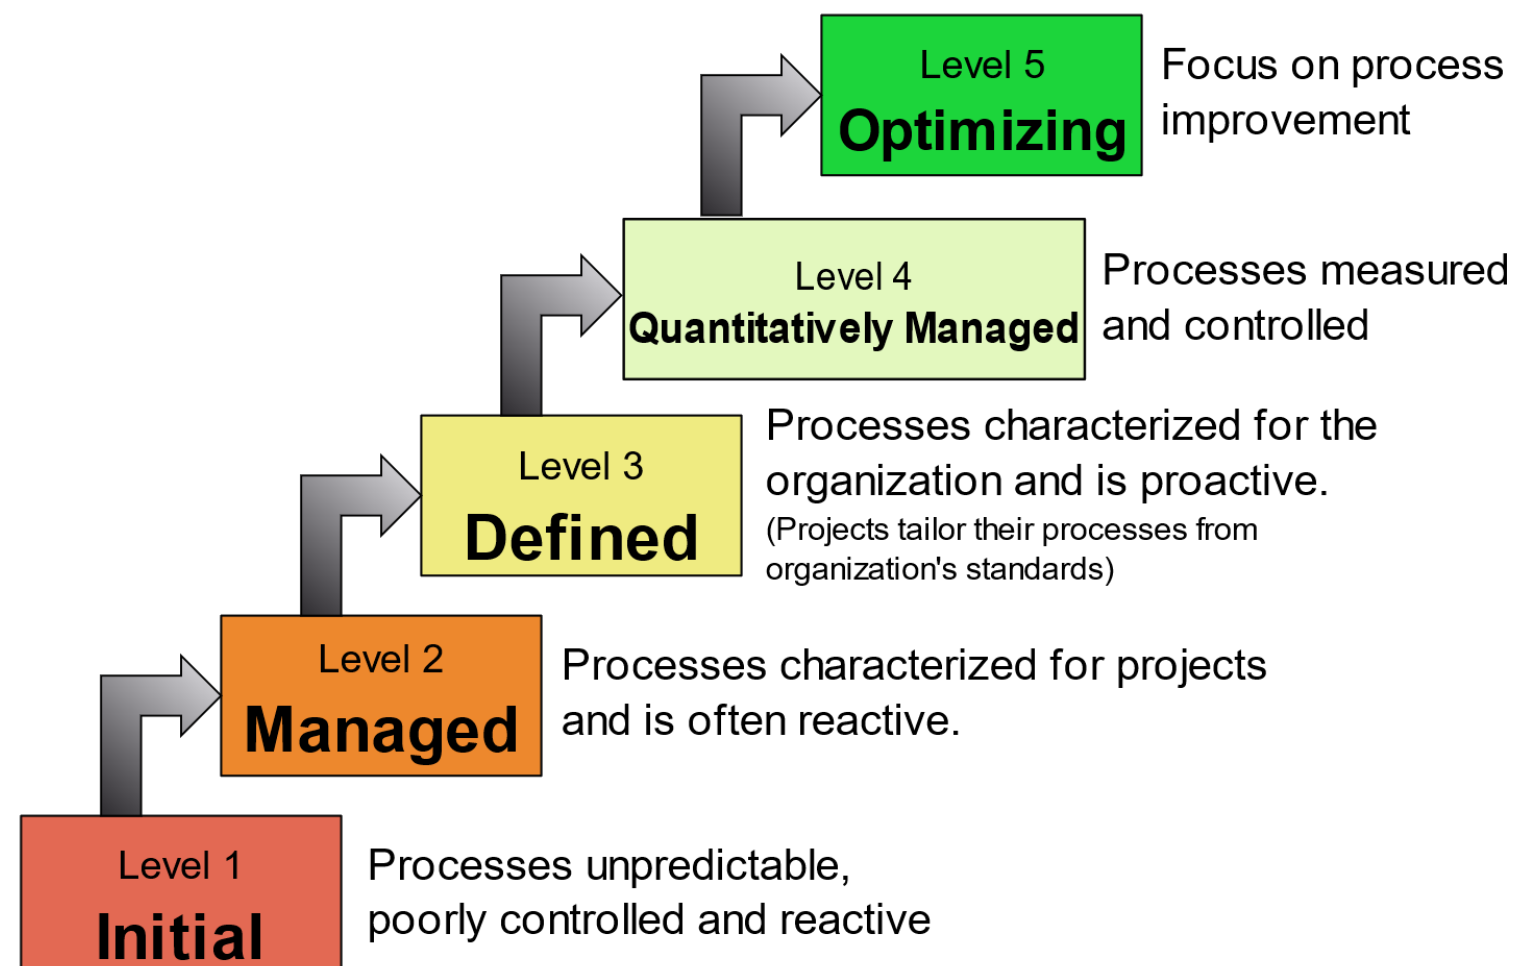 Level 5
Optimizing
Focus on process
improvement
Level 4
Quantitatively Managed
Processes measured
and controlled
Level 3
Defined
Processes characterized for the
organization and is proactive.
(Projects tailor their processes from
organization's standards)
Level 2
Managed
Processes characterized for projects
and is often reactive.
Level 1
Initial
Processes unpredictable,
poorly controlled and reactive